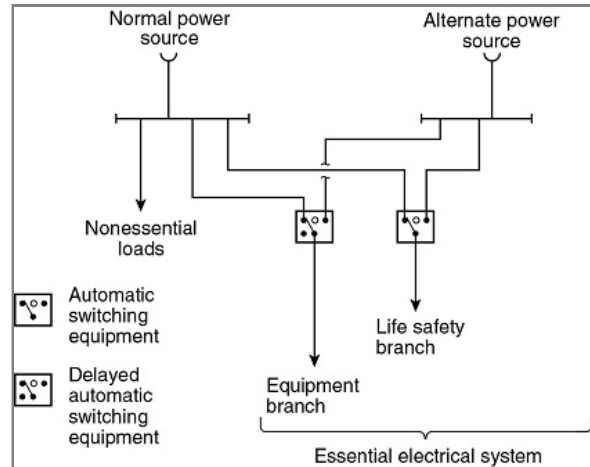 Normal power
source
Alternate power
source
Nonessential
loads
Automatic
switching
equipment
Life safety
branch
Delayed
automatic
switching
equipment
Equipment
branch
Essential electrical system